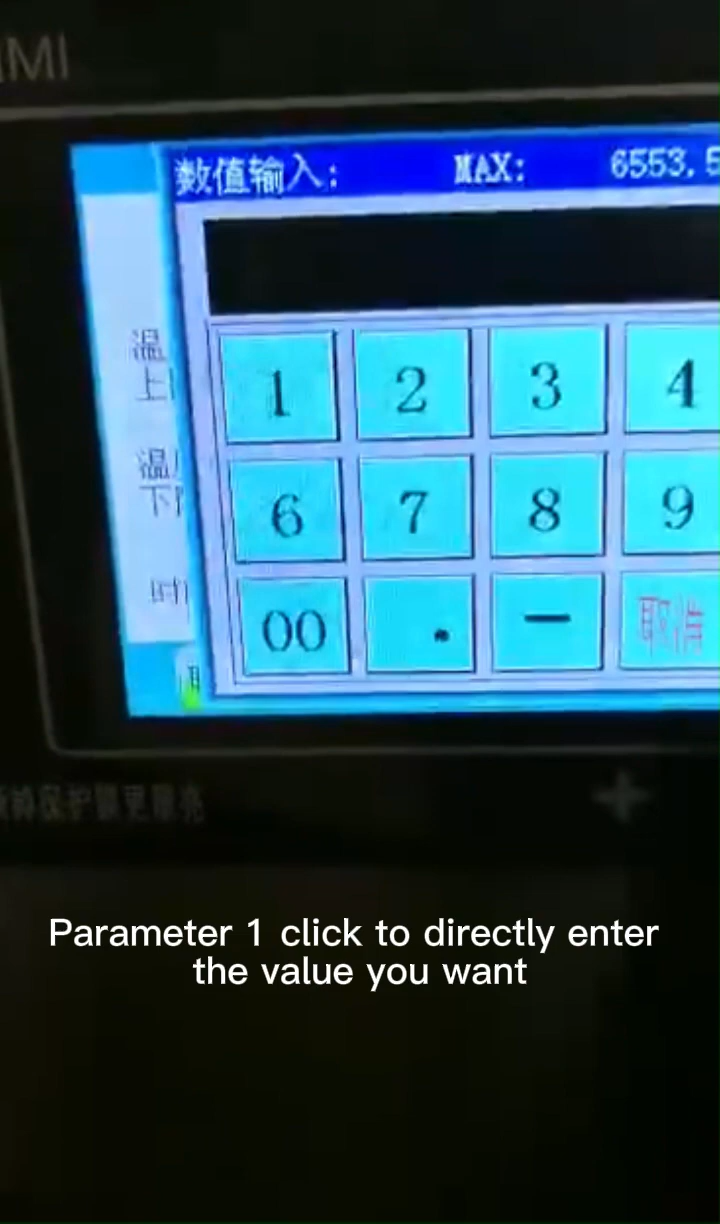 数值输入: MAX: 6553.5
温
上
1 2 3 4
温
下
6 7 8 9
时
00 . - 取消
Parameter 1 click to directly enter
the value you want